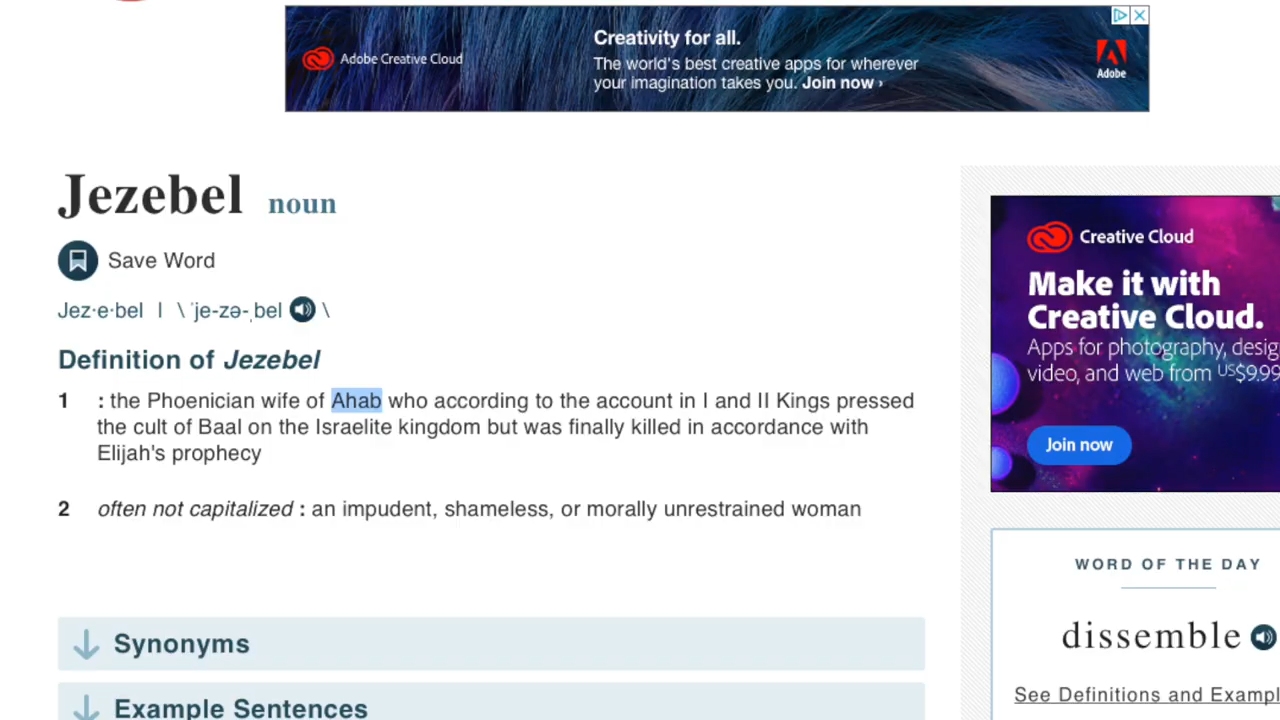 Adobe Creative Cloud
Creativity for all.
The world's best creative apps for wherever
your imagination takes you. Join now ›
Adobe
Jezebel noun
Save Word
Jez·e·bel | \ ˈje-zə-ˌbel \
Definition of Jezebel
1 : the Phoenician wife of Ahab who according to the account in I and II Kings pressed
the cult of Baal on the Israelite kingdom but was finally killed in accordance with
Elijah's prophecy
2 often not capitalized : an impudent, shameless, or morally unrestrained woman
Synonyms
Example Sentences
Creative Cloud
Make it with
Creative Cloud.
Apps for photography, desig
video, and web from US$9.99
Join now
WORD OF THE DAY
dissemble
See Definitions and Exampl